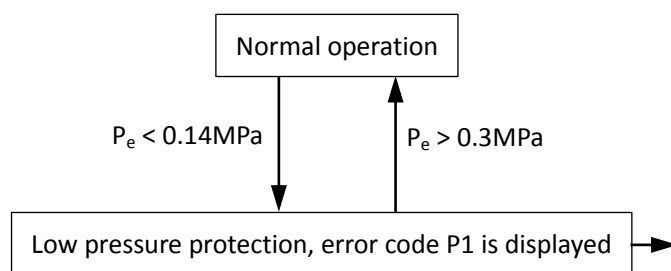 Normal operation
Pₑ < 0.14MPa
Pₑ > 0.3MPa
Low pressure protection, error code P1 is displayed